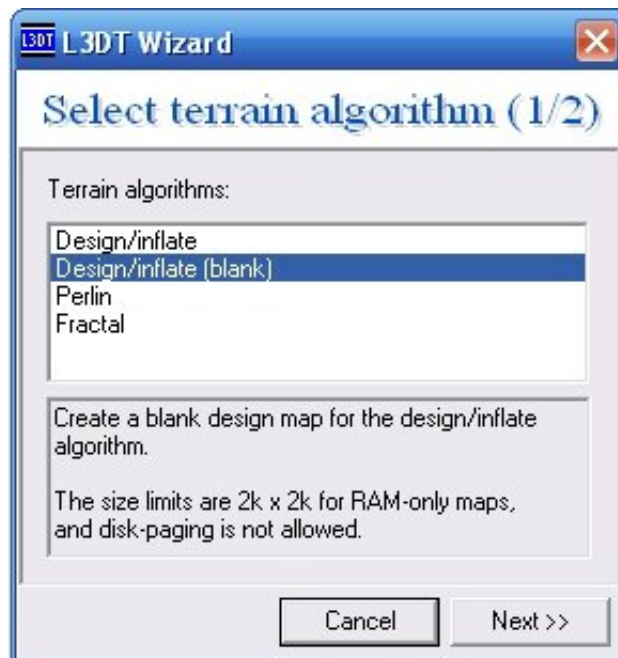 L3DT L3DT Wizard
Select terrain algorithm (1/2)
Terrain algorithms:
Design/inflate
Design/inflate (blank)
Perlin
Fractal
Create a blank design map for the design/inflate
algorithm.
The size limits are 2k x 2k for RAM-only maps,
and disk-paging is not allowed.
Cancel Next >>